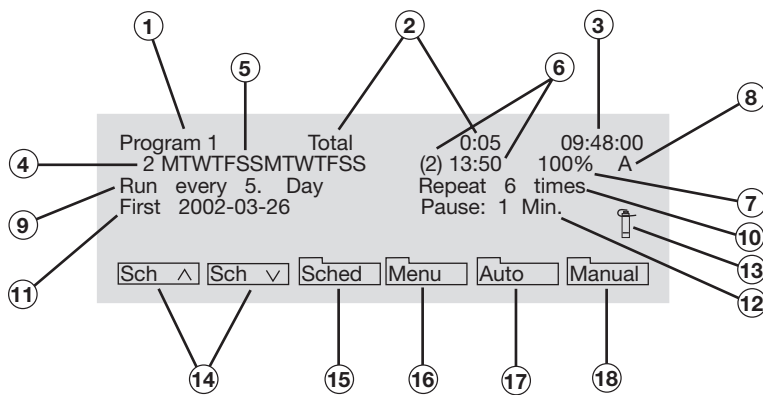 1 2 3
5 6 8
Program 1 Total 0:05 09:48:00
4 2 MTWTFSSMTWTFSS (2) 13:50 100% A
Run every 5. Day Repeat 6 times 7
9 First 2002-03-26 Pause: 1 Min. 10
13
11 Sch ∧ Sch ∨ Sched Menu Auto Manual 12
14 15 16 17 18